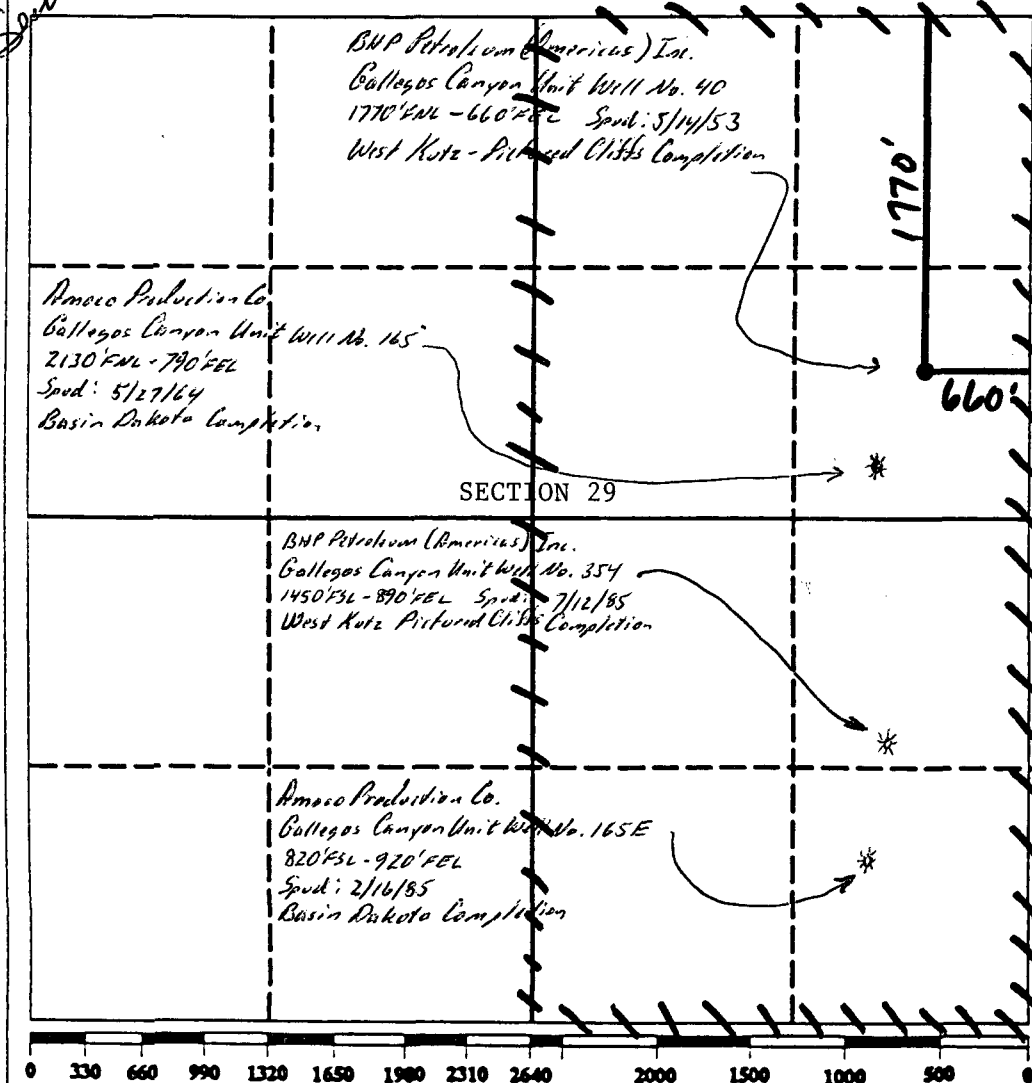 BHP Petroleum (Americas) Inc.
Gallegos Canyon Unit Well No. 40
1770'FNL - 660'FEL Spud: 5/14/53
West Kutz - Pictured Cliffs Completion
1770'
660'
Amoco Production Co.
Gallegos Canyon Unit Well No. 165
2130'FNL - 790'FEL
Spud: 5/27/64
Basin Dakota Completion
SECTION 29
BHP Petroleum (Americas) Inc.
Gallegos Canyon Unit Well No. 354
1450'FSL - 890'FEL Spud: 7/12/85
West Kutz Pictured Cliffs Completion
Amoco Production Co.
Gallegos Canyon Unit Well No. 165E
820'FSL - 920'FEL
Spud: 2/16/85
Basin Dakota Completion
0 330 660 990 1320 1650 1980 2310 2640 2000 1500 1000 500 0